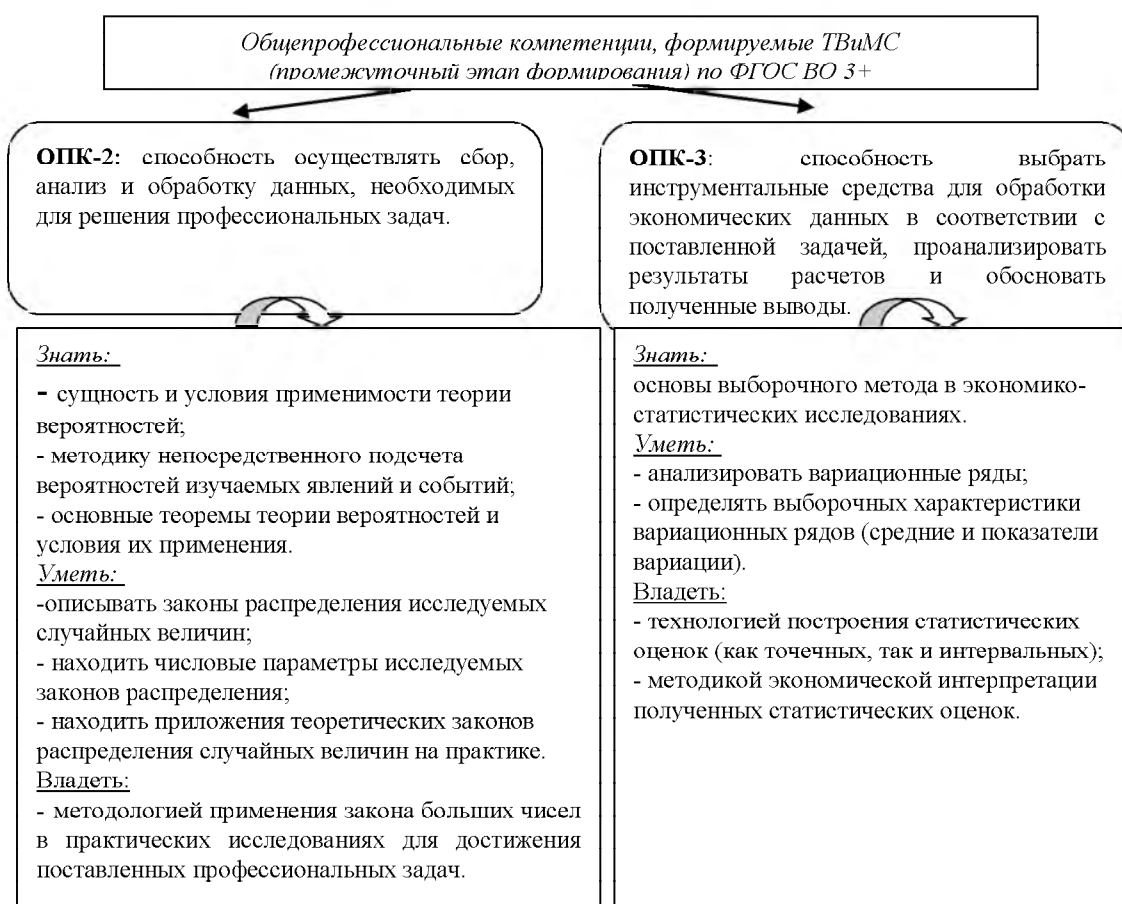 Общепрофессиональные компетенции, формируемые ТВиМС
(промежуточный этап формирования) по ФГОС ВО 3+
ОПК-2: способность осуществлять сбор,
анализ и обработку данных, необходимых
для решения профессиональных задач.
ОПК-3: способность выбрать
инструментальные средства для обработки
экономических данных в соответствии с
поставленной задачей, проанализировать
результаты расчетов и обосновать
полученные выводы.
Знать:
- сущность и условия применимости теории
вероятностей;
- методику непосредственного подсчета
вероятностей изучаемых явлений и событий;
- основные теоремы теории вероятностей и
условия их применения.
Уметь:
-описывать законы распределения исследуемых
случайных величин;
- находить числовые параметры исследуемых
законов распределения;
- находить приложения теоретических законов
распределения случайных величин на практике.
Владеть:
- методологией применения закона больших чисел
в практических исследованиях для достижения
поставленных профессиональных задач.
Знать:
основы выборочного метода в экономико-
статистических исследованиях.
Уметь:
- анализировать вариационные ряды;
- определять выборочных характеристики
вариационных рядов (средние и показатели
вариации).
Владеть:
- технологией построения статистических
оценок (как точечных, так и интервальных);
- методикой экономической интерпретации
полученных статистических оценок.